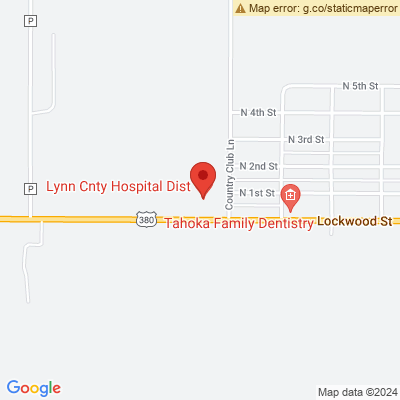 Map error: g.co/staticmaperror
P
N 5th St
N 4th St
N 3rd St
Country Club Ln
N 2nd St
Lynn Cnty Hospital Dist
P
N 1st St
380
Tahoka Family Dentistry
Lockwood St
Google
Map data ©2024